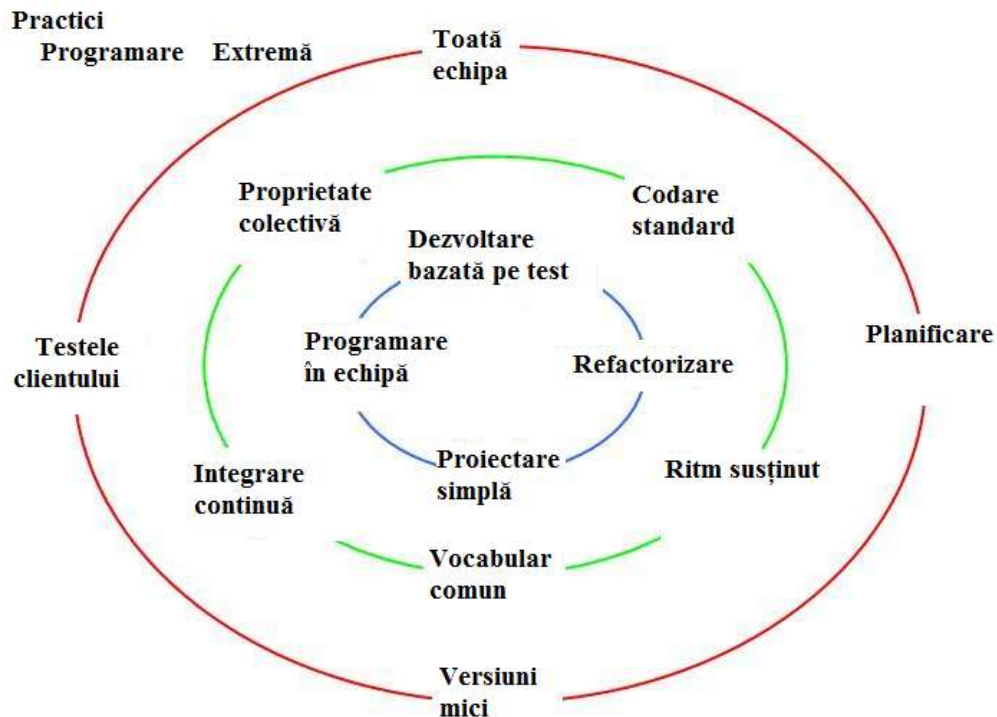 Practici
Programare Extremă
Toată
echipa
Proprietate
colectivă
Codare
standard
Dezvoltare
bazată pe test
Testele
clientului
Programare
în echipă
Refactorizare
Planificare
Integrare
continuă
Proiectare
simplă
Ritm susținut
Vocabular
comun
Versiuni
mici